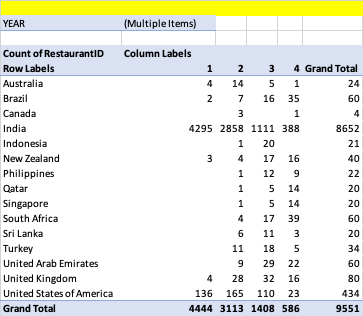 YEAR (Multiple Items)
Count of RestaurantID Column Labels
Row Labels 1 2 3 4 Grand Total
Australia 4 14 5 1 24
Brazil 2 7 16 35 60
Canada 3 1 4
India 4295 2858 1111 388 8652
Indonesia 1 20 21
New Zealand 3 4 17 16 40
Philippines 1 12 9 22
Qatar 1 5 14 20
Singapore 1 5 14 20
South Africa 4 17 39 60
Sri Lanka 6 11 3 20
Turkey 11 18 5 34
United Arab Emirates 9 29 22 60
United Kingdom 4 28 32 16 80
United States of America 136 165 110 23 434
Grand Total 4444 3113 1408 586 9551